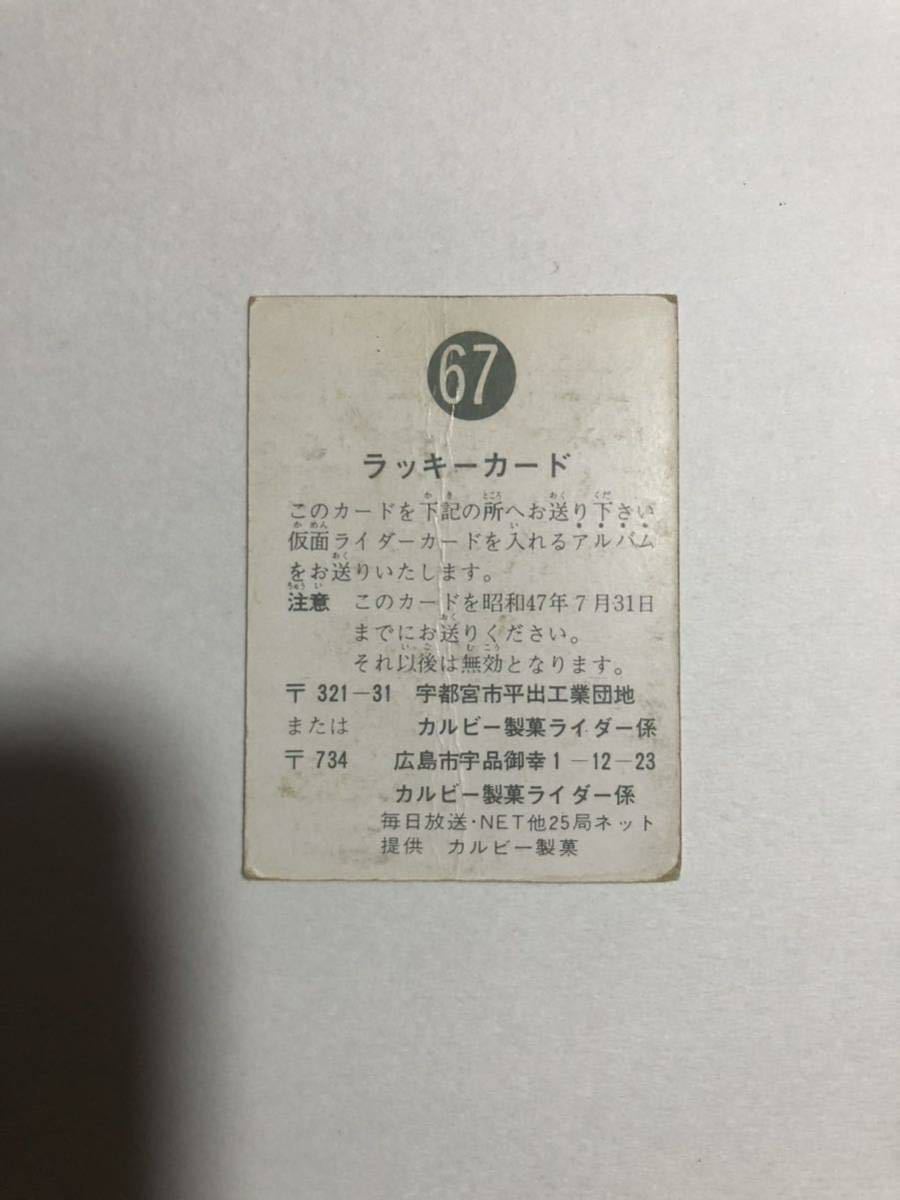 67
ラッキーカード
このカードを下記の所へお送り下さい
仮面ライダーカードを入れるアルバム
をお送りいたします。
注意 このカードを昭和47年7月31日
までにお送りください。
それ以後は無効となります。
〒 321-31 宇都宮市平出工業団地
または カルビー製菓ライダー係
〒 734 広島市宇品御幸1-12-23
カルビー製菓ライダー係
毎日放送・NET他25局ネット
提供 カルビー製菓